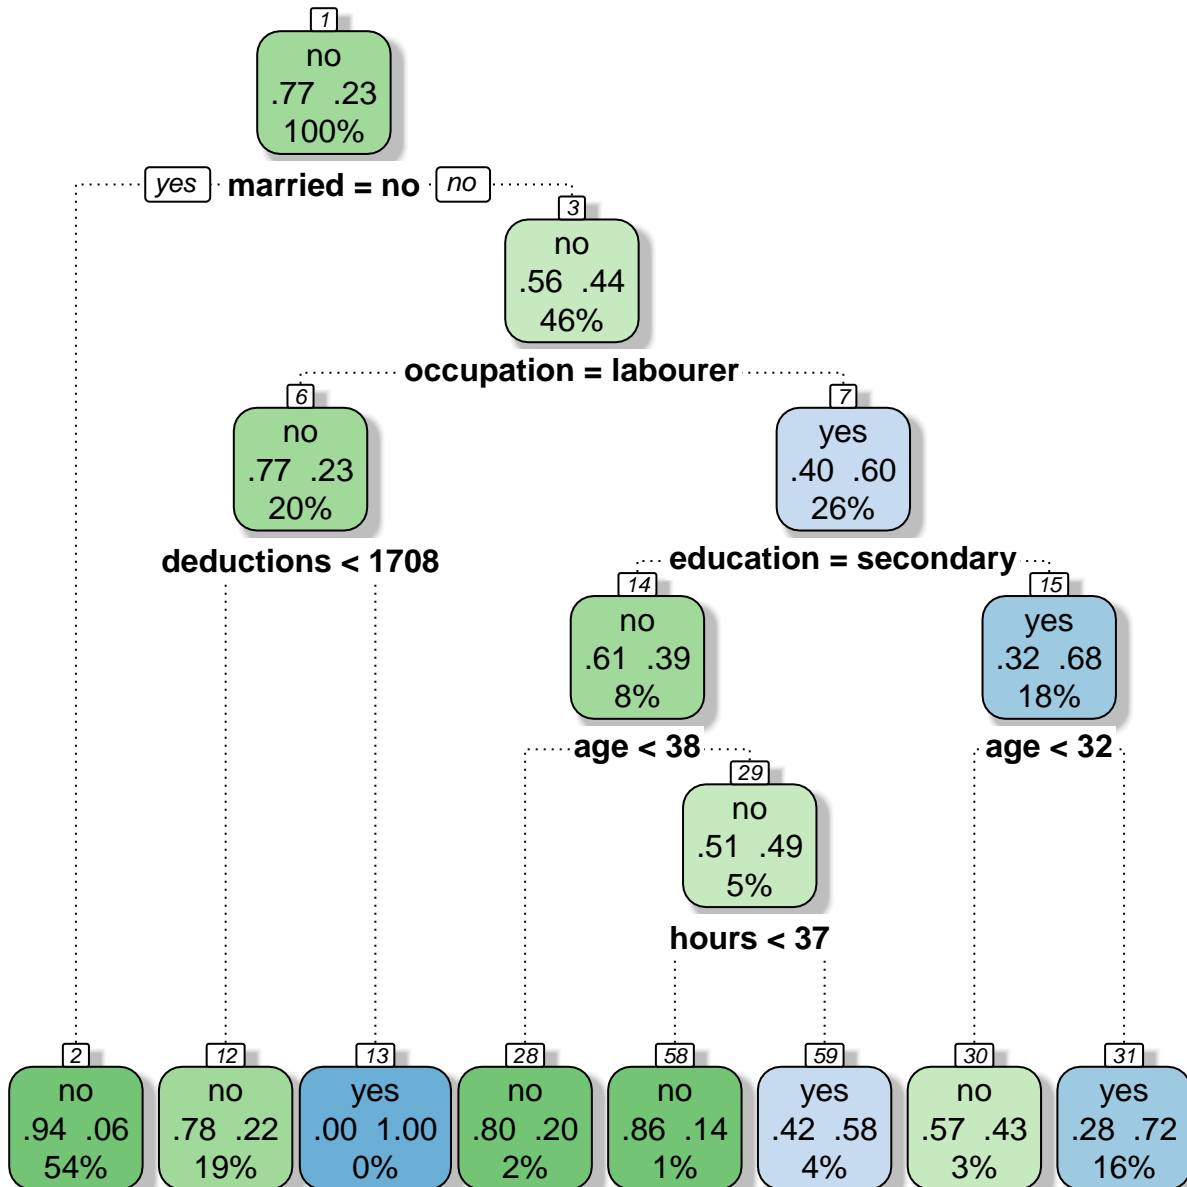 1
no
.77 .23
100%
yes married = no no
3
no
.56 .44
46%
occupation = labourer
6
no
.77 .23
20%
7
yes
.40 .60
26%
deductions < 1708
education = secondary
14
no
.61 .39
8%
15
yes
.32 .68
18%
age < 38
age < 32
29
no
.51 .49
5%
hours < 37
2
no
.94 .06
54%
12
no
.78 .22
19%
13
yes
.00 1.00
0%
28
no
.80 .20
2%
58
no
.86 .14
1%
59
yes
.42 .58
4%
30
no
.57 .43
3%
31
yes
.28 .72
16%